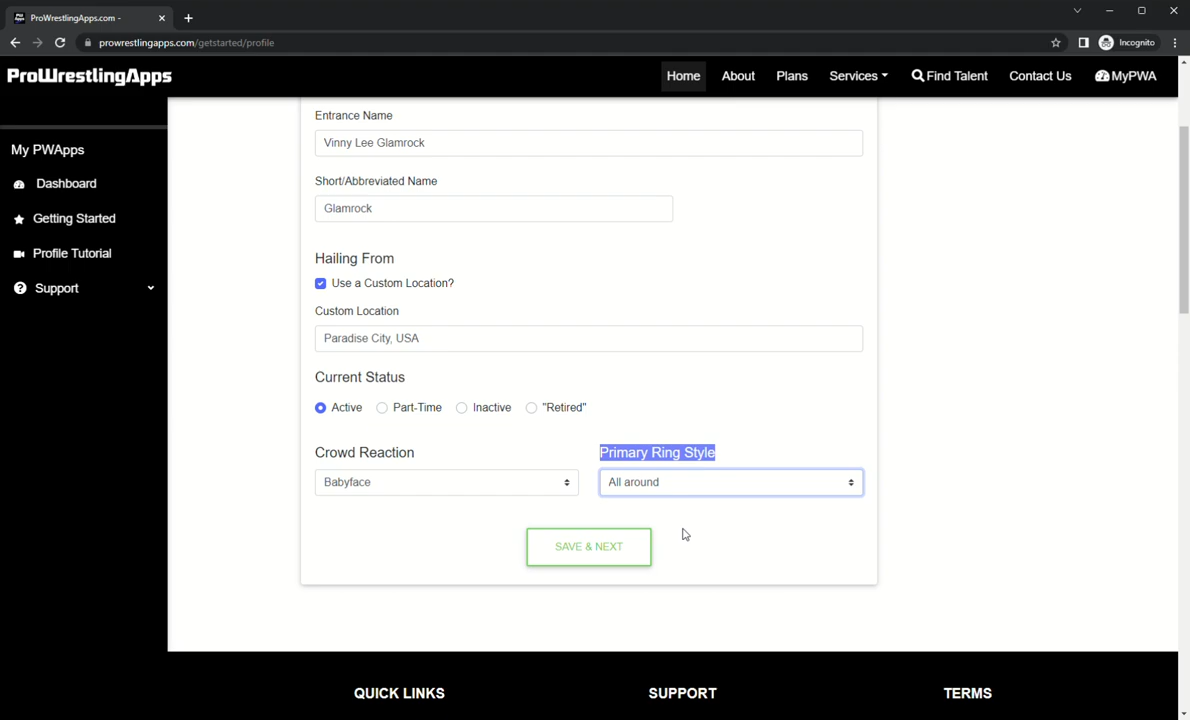 ProWrestlingApps.com -
prowrestlingapps.com/getstarted/profile
Incognito
ProWrestlingApps
Home
About
Plans
Services
Find Talent
Contact Us
MyPWA
My PWApps
Dashboard
Getting Started
Profile Tutorial
Support
Entrance Name
Vinny Lee Glamrock
Short/Abbreviated Name
Glamrock
Hailing From
Use a Custom Location?
Custom Location
Paradise City, USA
Current Status
Active
Part-Time
Inactive
"Retired"
Crowd Reaction
Primary Ring Style
Babyface
All around
SAVE & NEXT
QUICK LINKS
SUPPORT
TERMS